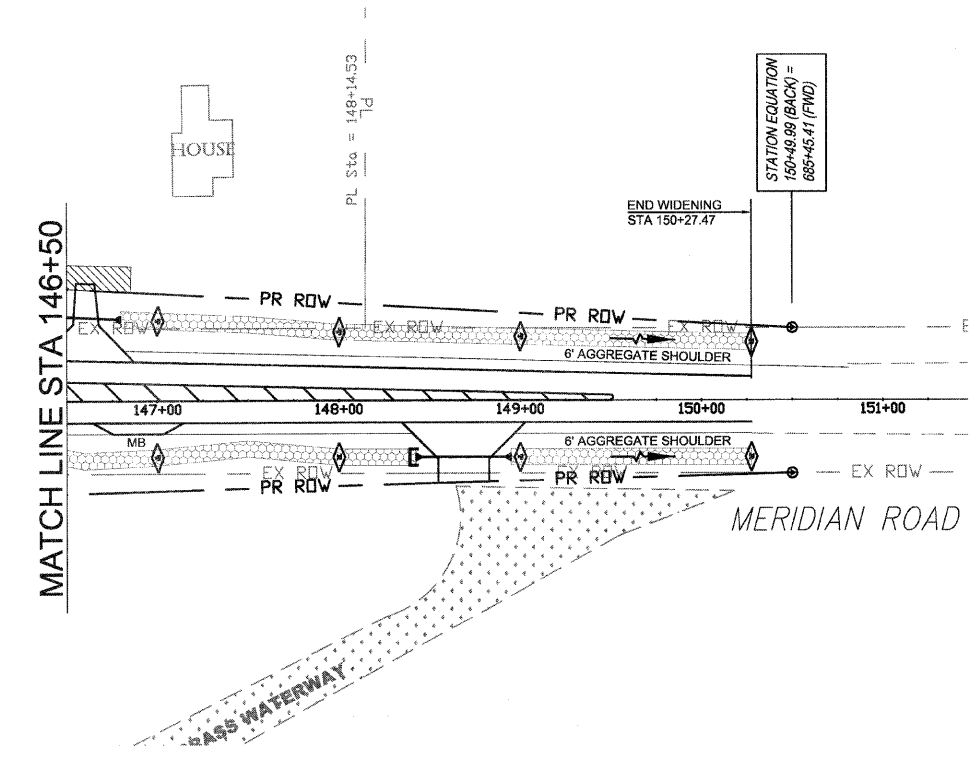 MATCH LINE STA 146+50
HOUSE
PL Sta = 148+14.53
PL
STATION EQUATION
150+49.99 (BACK) =
685+45.41 (FWD)
END WIDENING
STA 150+27.47
PR ROW
PR ROW
EX ROW
EX ROW
EX ROW
E
6' AGGREGATE SHOULDER
147+00
148+00
149+00
150+00
151+00
MB
6' AGGREGATE SHOULDER
EX ROW
EX ROW
EX ROW
PR ROW
PR ROW
MERIDIAN ROAD
RASS WATERWAY